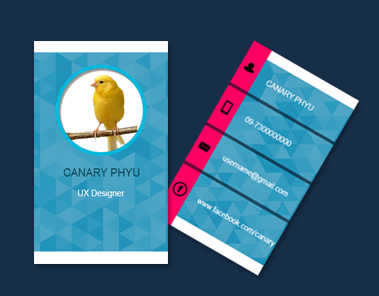 CANARY PHYU
UX Designer
CANARY PHYU
09-7300000000
username@gmail.com
www.facebook.com/canary